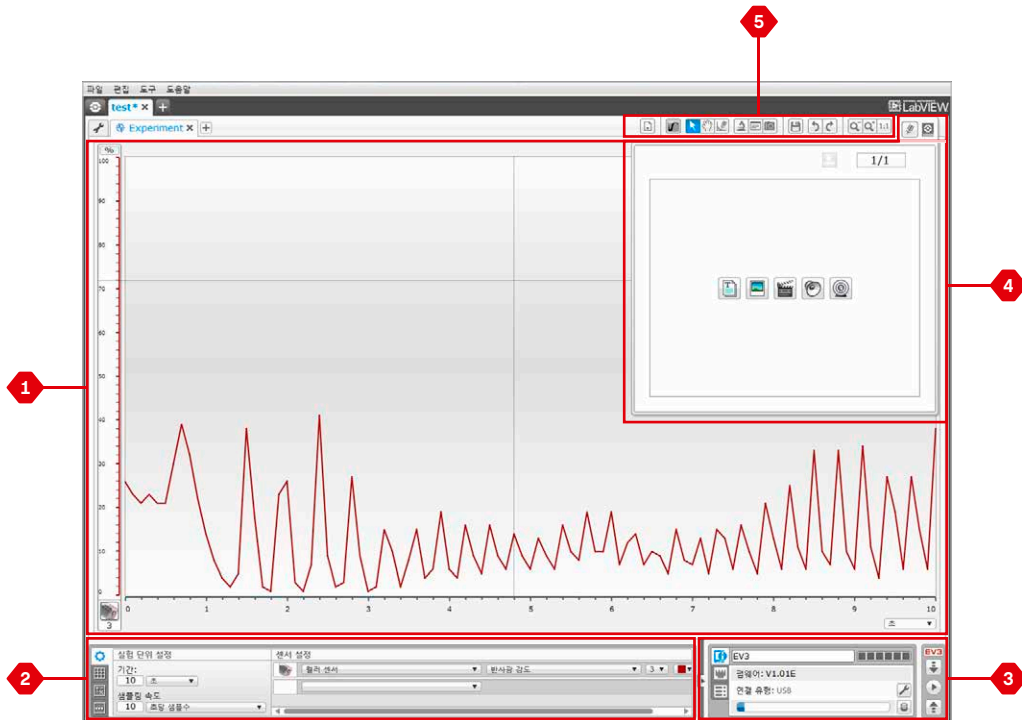 5
파일 편집 도구 도움말
test* ×
LabVIEW
Experiment ×
1:1
%
100
90
80
70
60
50
40
30
20
10
0
0 1 2 3 4 5 6 7 8 9 10
초
3
1/1
4
1
실험 단위 설정
기간:
10 초
샘플링 속도
10 초당 샘플수
센서 설정
컬러 센서 반사광 강도 3
2
EV3
펌웨어: V1.01E
연결 유형: USB
EV3
3